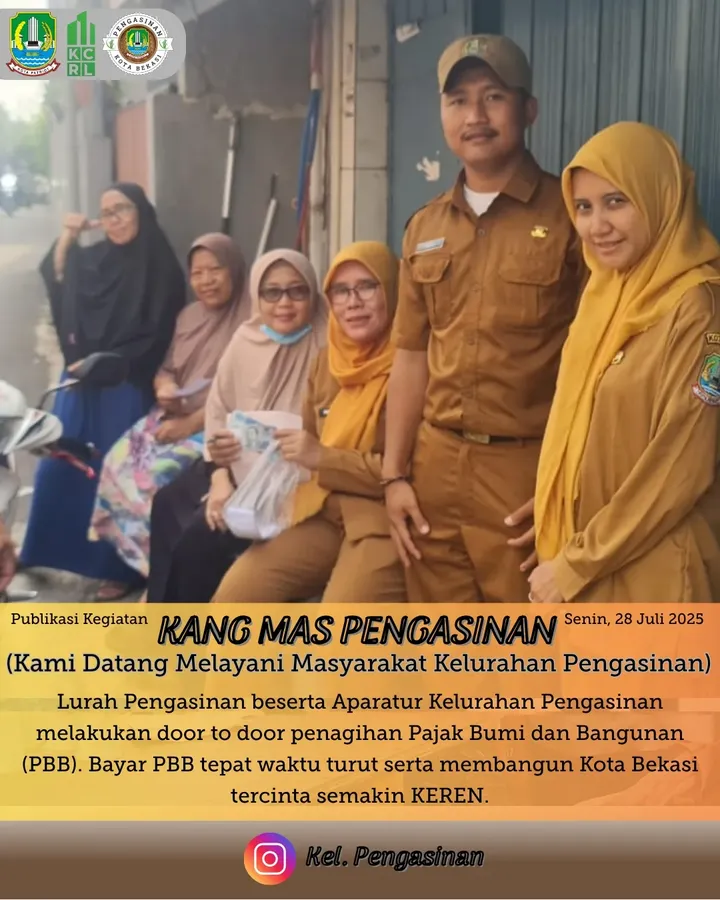 KOTA PATRIOT
KCRL
PENGASINAN
KOTA BEKASI
Publikasi Kegiatan
KANG MAS PENGASINAN
Senin, 28 Juli 2025
(Kami Datang Melayani Masyarakat Kelurahan Pengasinan)
Lurah Pengasinan beserta Aparatur Kelurahan Pengasinan
melakukan door to door penagihan Pajak Bumi dan Bangunan
(PBB). Bayar PBB tepat waktu turut serta membangun Kota Bekasi
tercinta semakin KEREN.
Kel. Pengasinan